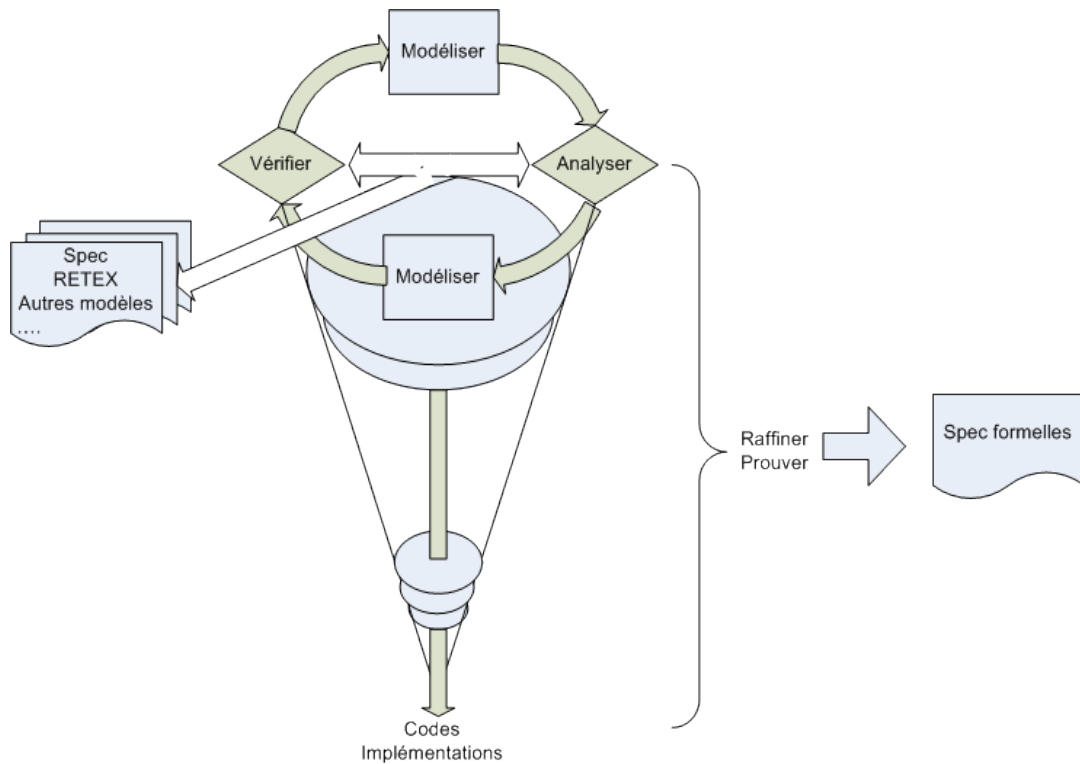 Modéliser
Vérifier
Analyser
Spec
RETEX
Autres modèles
....
Modéliser
Raffiner
Prouver
Spec formelles
Codes
Implémentations